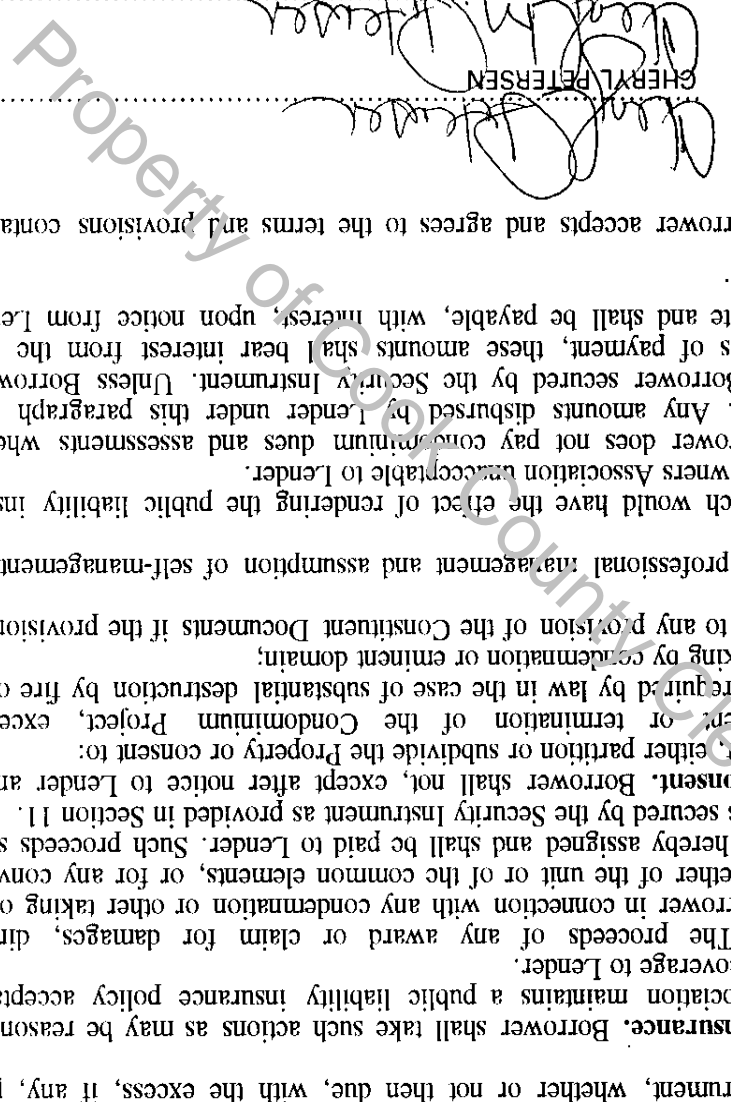 rument, whether or not then due, with the excess, if any, p
nsurance. Borrower shall take such actions as may be reason
ociation maintains a public liability insurance policy accepta
overage to Lender.
The proceeds of any award or claim for damages, dir
rrower in connection with any condemnation or other taking o
ether of the unit or of the common elements, or for any conv
hereby assigned and shall be paid to Lender. Such proceeds s
s secured by the Security Instrument as provided in Section 11.
onsent. Borrower shall not, except after notice to Lender an
, either partition or subdivide the Property or consent to:
ent or termination of the Condominium Project, exce
required by law in the case of substantial destruction by fire o
king by condemnation or eminent domain;
to any provision of the Constituent Documents if the provision
professional management and assumption of self-management
ch would have the effect of rendering the public liability ins
wners Association unacceptable to Lender.
rower does not pay condominium dues and assessments whe
. Any amounts disbursed by Lender under this paragraph
Borrower secured by the Security Instrument. Unless Borrow
s of payment, these amounts shall bear interest from the
te and shall be payable, with interest, upon notice from Le
.
rrower accepts and agrees to the terms and provisions conta
CHERYL PETERSEN
Property of Cook County Cle